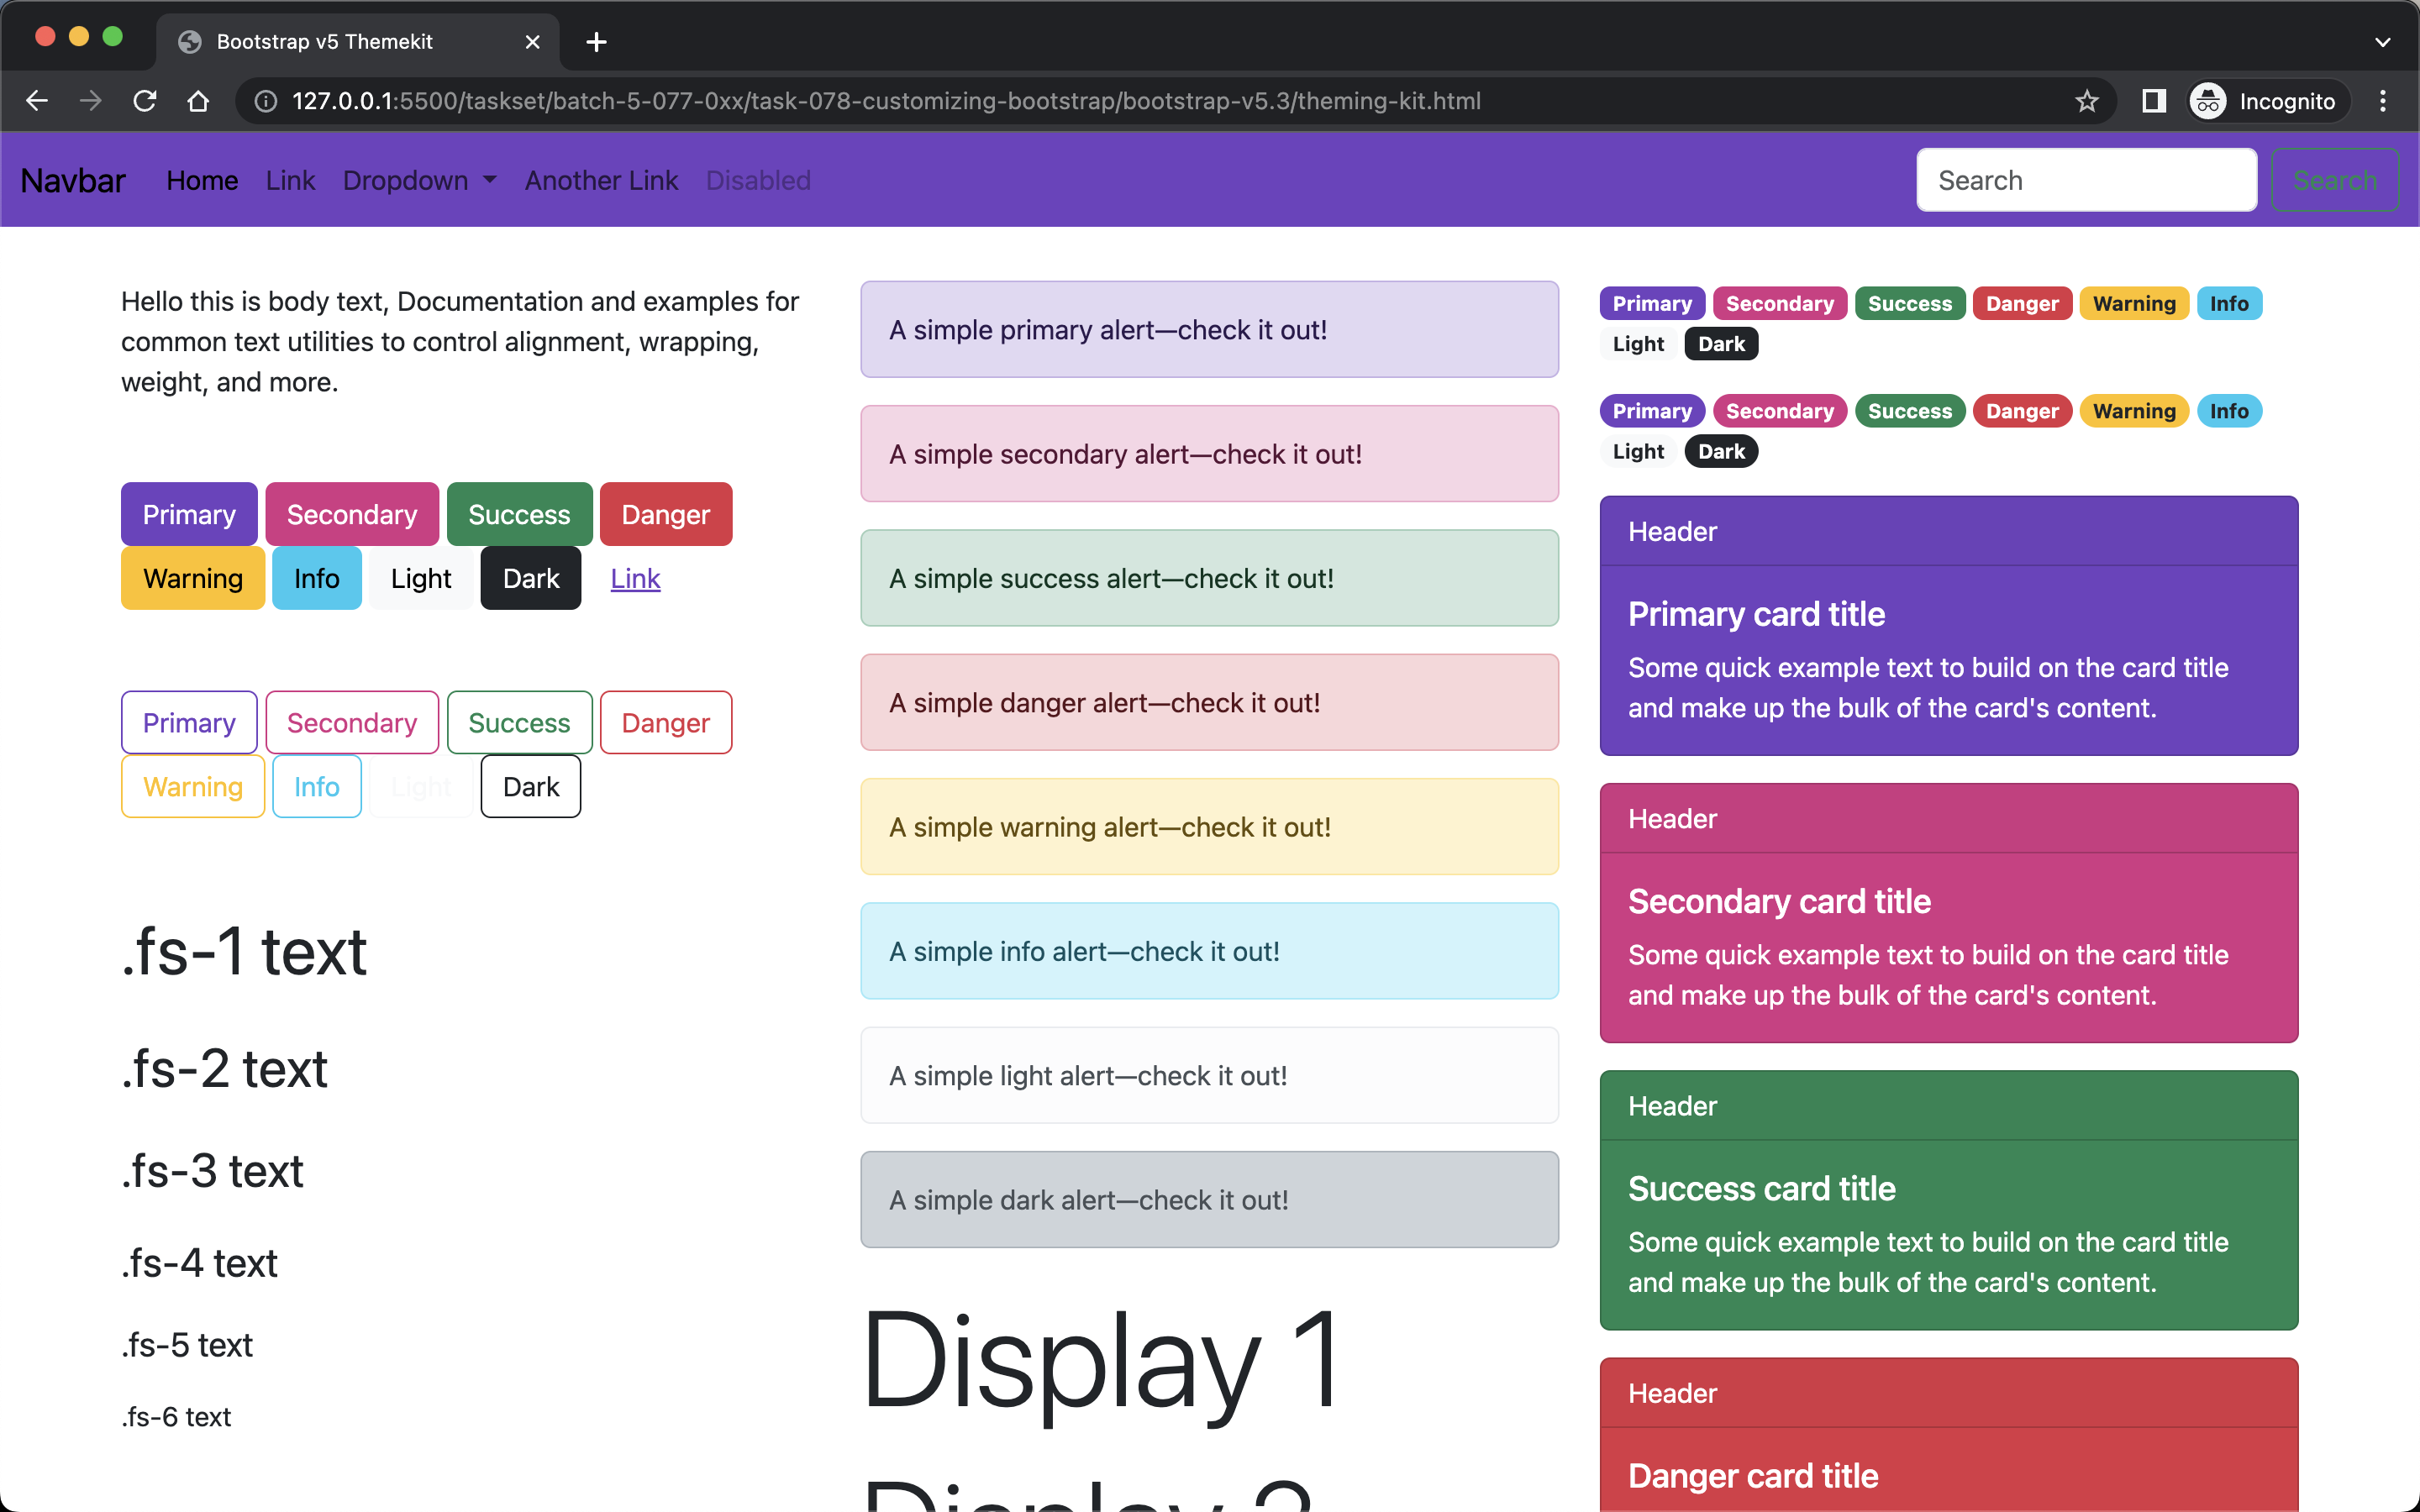 Bootstrap v5 Themekit
127.0.0.1:5500/taskset/batch-5-077-0xx/task-078-customizing-bootstrap/bootstrap-v5.3/theming-kit.html
Incognito
Navbar Home Link Dropdown Another Link Disabled Search Search
Hello this is body text, Documentation and examples for
common text utilities to control alignment, wrapping,
weight, and more.
Primary Secondary Success Danger
Warning Info Light Dark Link
Primary Secondary Success Danger
Warning Info Light Dark
.fs-1 text
.fs-2 text
.fs-3 text
.fs-4 text
.fs-5 text
.fs-6 text
A simple primary alert—check it out!
A simple secondary alert—check it out!
A simple success alert—check it out!
A simple danger alert—check it out!
A simple warning alert—check it out!
A simple info alert—check it out!
A simple light alert—check it out!
A simple dark alert—check it out!
Display 1
Display 2
Primary Secondary Success Danger Warning Info
Light Dark
Primary Secondary Success Danger Warning Info
Light Dark
Header
Primary card title
Some quick example text to build on the card title
and make up the bulk of the card's content.
Header
Secondary card title
Some quick example text to build on the card title
and make up the bulk of the card's content.
Header
Success card title
Some quick example text to build on the card title
and make up the bulk of the card's content.
Header
Danger card title